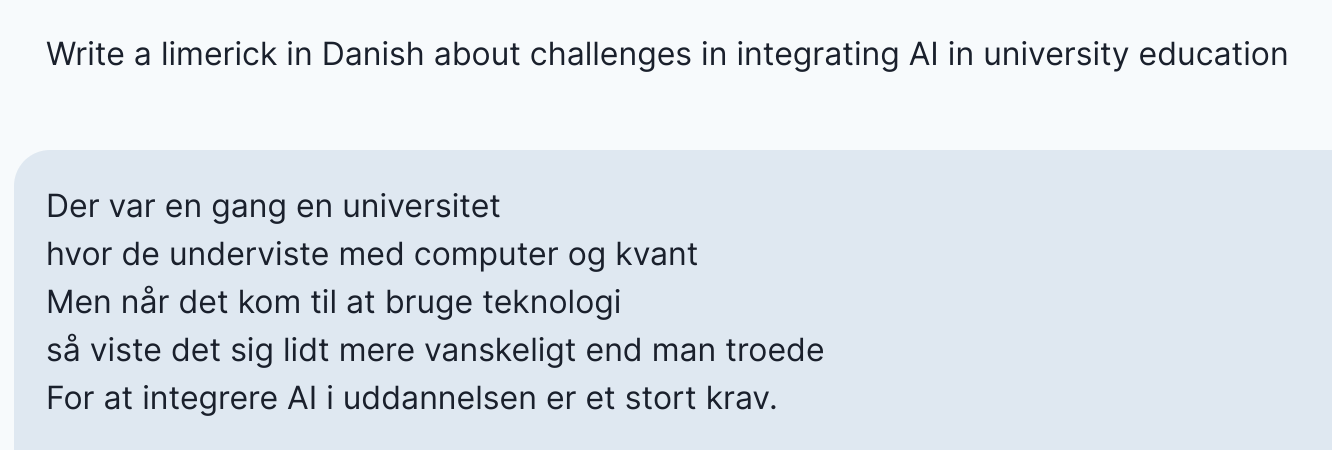 Write a limerick in Danish about challenges in integrating AI in university education
Der var en gang en universitet
hvor de underviste med computer og kvant
Men når det kom til at bruge teknologi
så viste det sig lidt mere vanskeligt end man troede
For at integrere AI i uddannelsen er et stort krav.